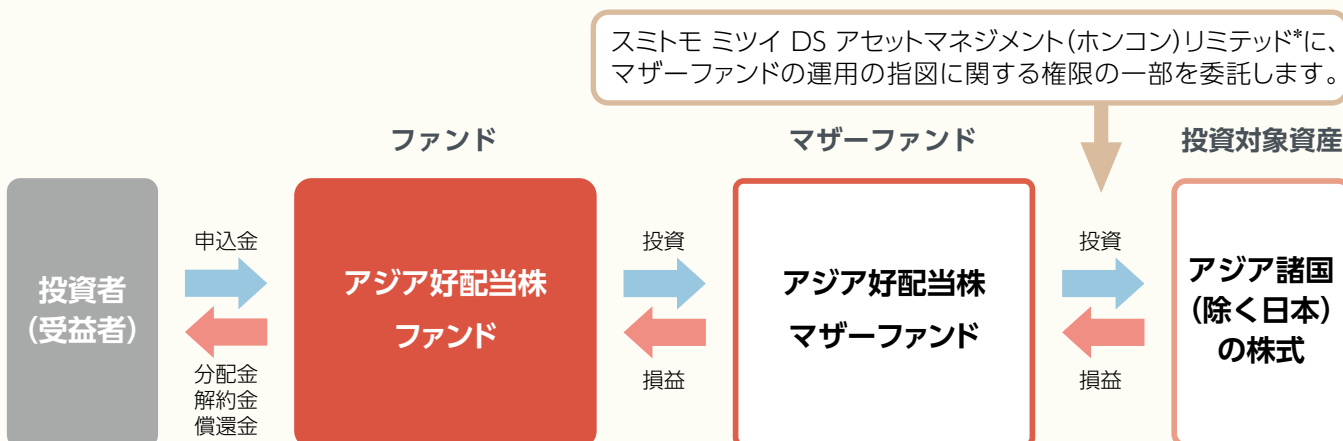 スミトモ ミツイ DS アセットマネジメント(ホンコン)リミテッド*に、
マザーファンドの運用の指図に関する権限の一部を委託します。
ファンド
マザーファンド
投資対象資産
投資者
(受益者)
申込金
分配金
解約金
償還金
アジア好配当株
ファンド
投資
損益
アジア好配当株
マザーファンド
投資
損益
アジア諸国
(除く日本)
の株式